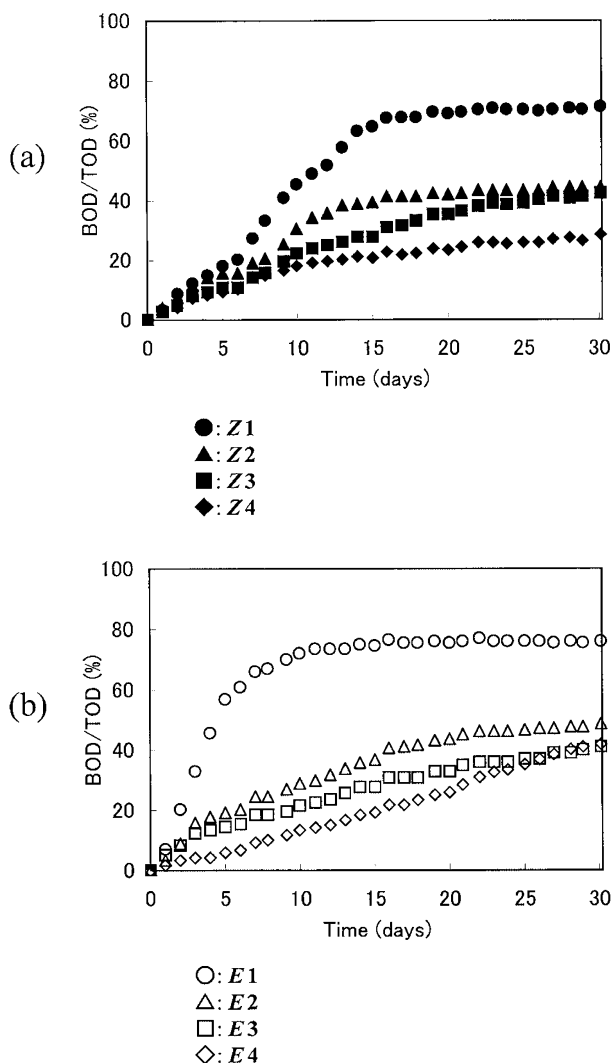 (a)
BOD/TOD (%)
100
80
60
40
20
0
0 5 10 15 20 25 30
Time (days)
●: Z1
▲: Z2
■: Z3
◆: Z4
(b)
BOD/TOD (%)
100
80
60
40
20
0
0 5 10 15 20 25 30
Time (days)
○: E1
△: E2
□: E3
◇: E4